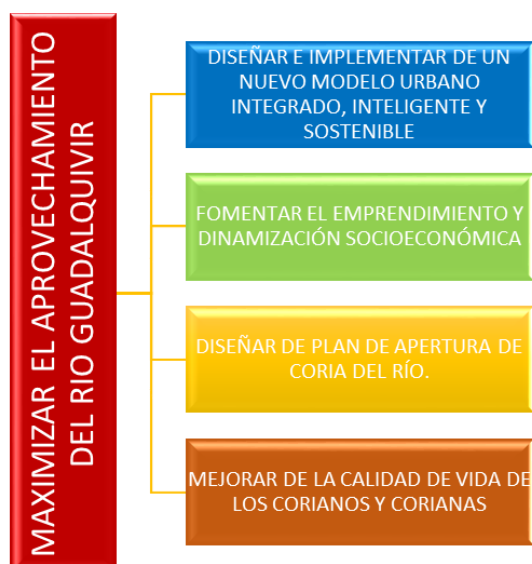 MAXIMIZAR EL APROVECHAMIENTO
DEL RIO GUADALQUIVIR
DISEÑAR E IMPLEMENTAR DE UN
NUEVO MODELO URBANO
INTEGRADO, INTELIGENTE Y
SOSTENIBLE
FOMENTAR EL EMPRENDIMIENTO Y
DINAMIZACIÓN SOCIOECONÓMICA
DISEÑAR DE PLAN DE APERTURA DE
CORIA DEL RÍO.
MEJORAR DE LA CALIDAD DE VIDA DE
LOS CORIANOS Y CORIANAS